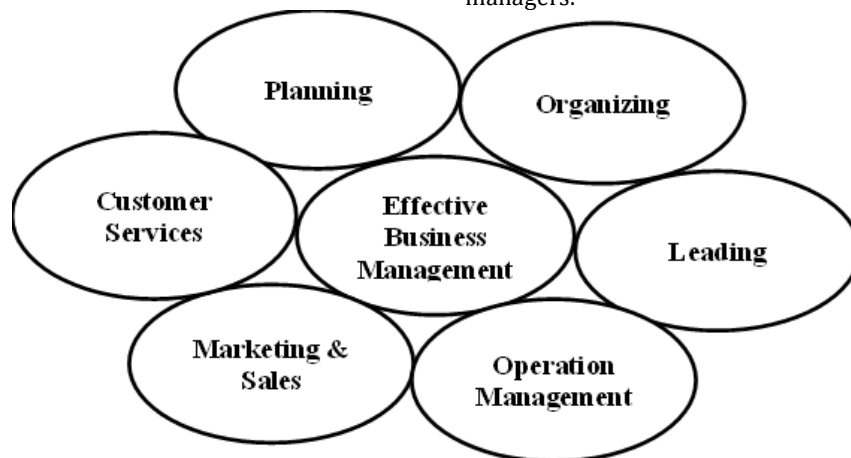 managers.
Planning
Organizing
Customer
Services
Effective
Business
Management
Leading
Marketing &
Sales
Operation
Management